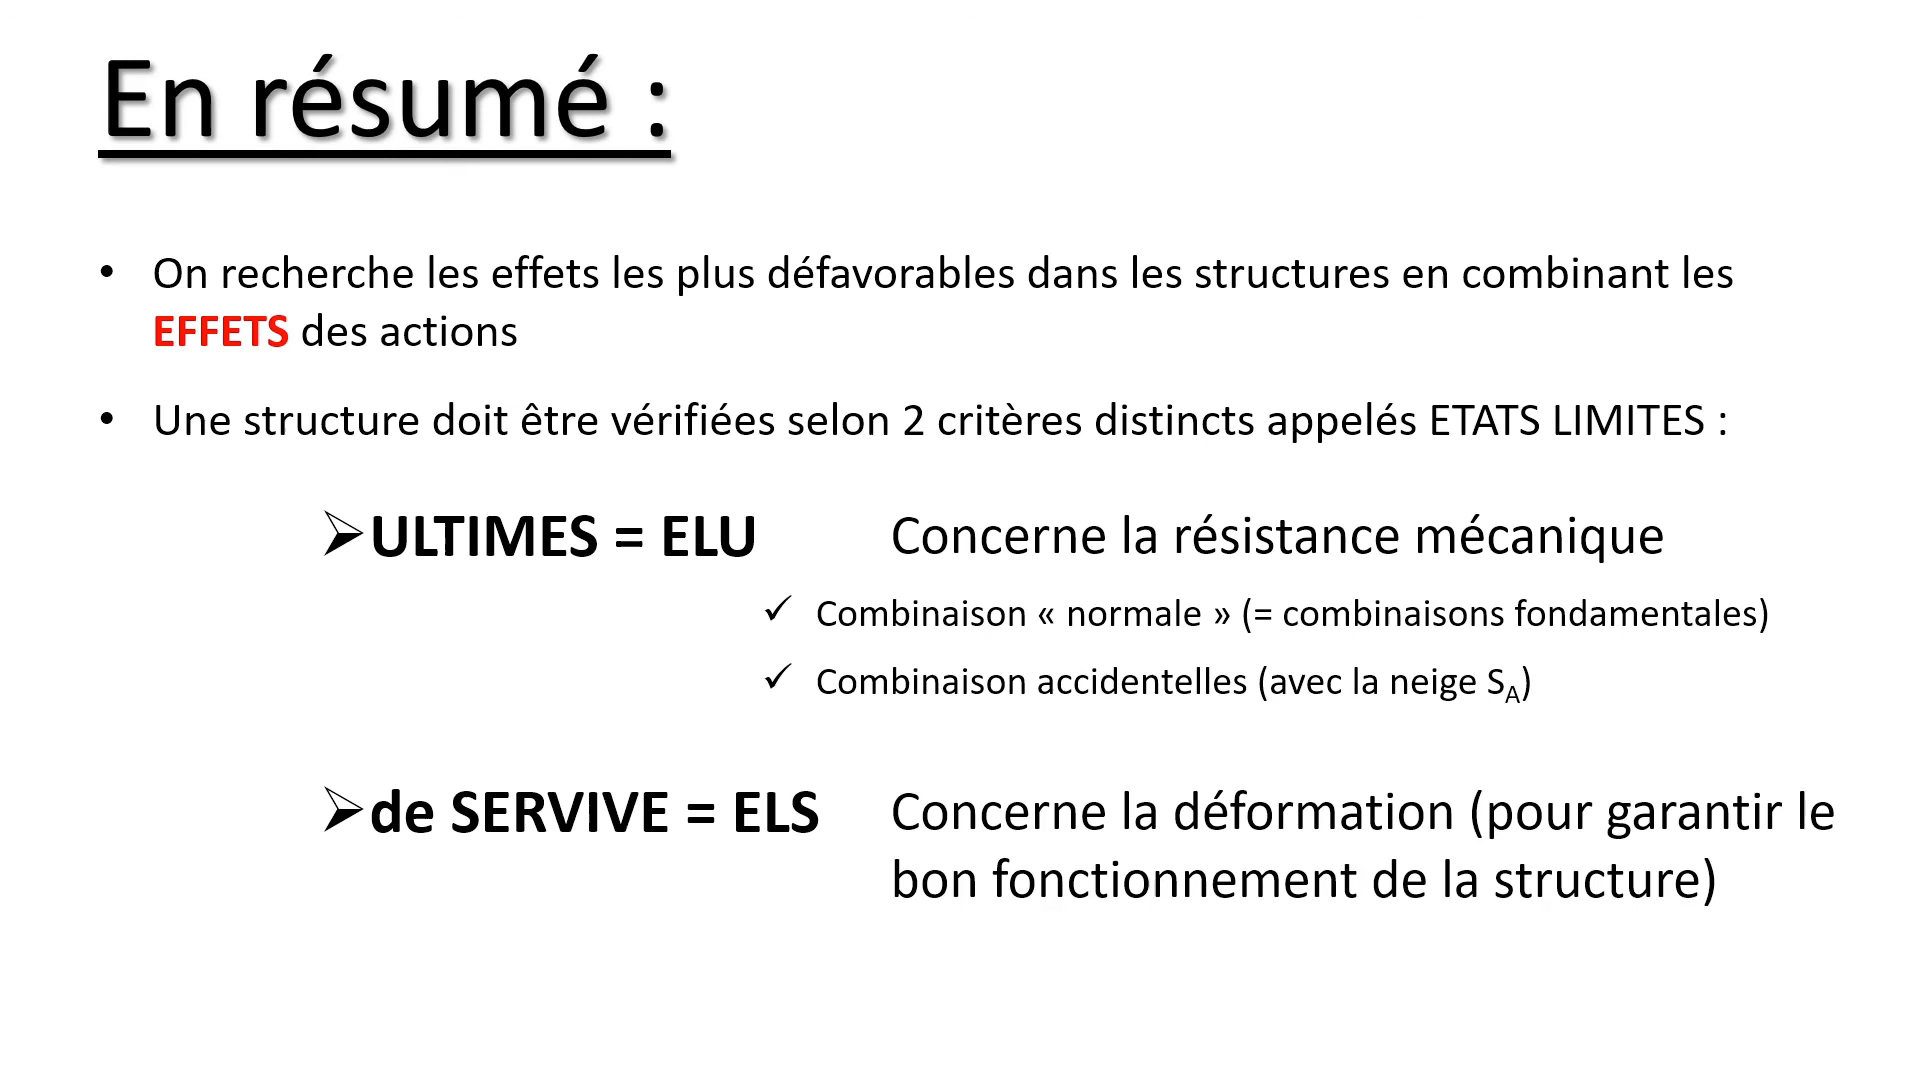 En résumé :
• On recherche les effets les plus défavorables dans les structures en combinant les
EFFETS des actions
• Une structure doit être vérifiées selon 2 critères distincts appelés ETATS LIMITES :
➢ULTIMES = ELU Concerne la résistance mécanique
✓ Combinaison « normale » (= combinaisons fondamentales)
✓ Combinaison accidentelles (avec la neige S_A)
➢de SERVIVE = ELS Concerne la déformation (pour garantir le
bon fonctionnement de la structure)